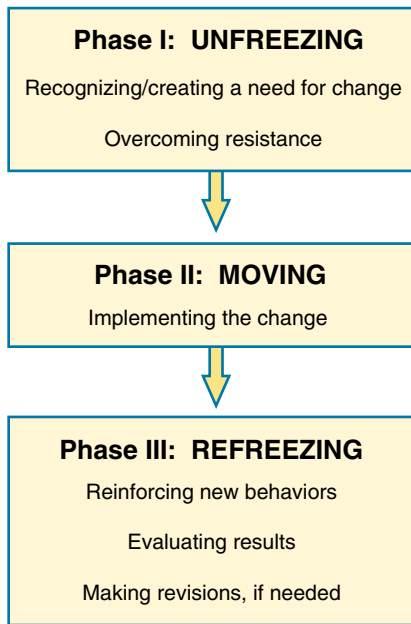 Phase I: UNFREEZING
Recognizing/creating a need for change
Overcoming resistance
Phase II: MOVING
Implementing the change
Phase III: REFREEZING
Reinforcing new behaviors
Evaluating results
Making revisions, if needed